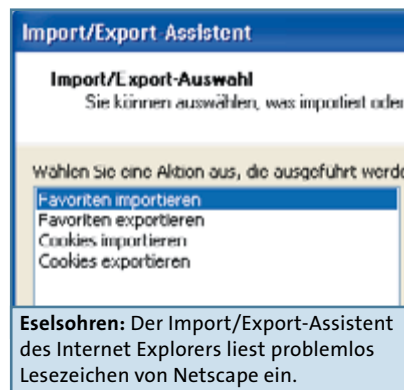 Import/Export-Assistent
Import/Export-Auswahl
Sie können auswählen, was importiert oder
Wählen Sie eine Aktion aus, die ausgeführt werde
Favoriten importieren
Favoriten exportieren
Cookies importieren
Cookies exportieren
Eselsohren: Der Import/Export-Assistent
des Internet Explorers liest problemlos
Lesezeichen von Netscape ein.